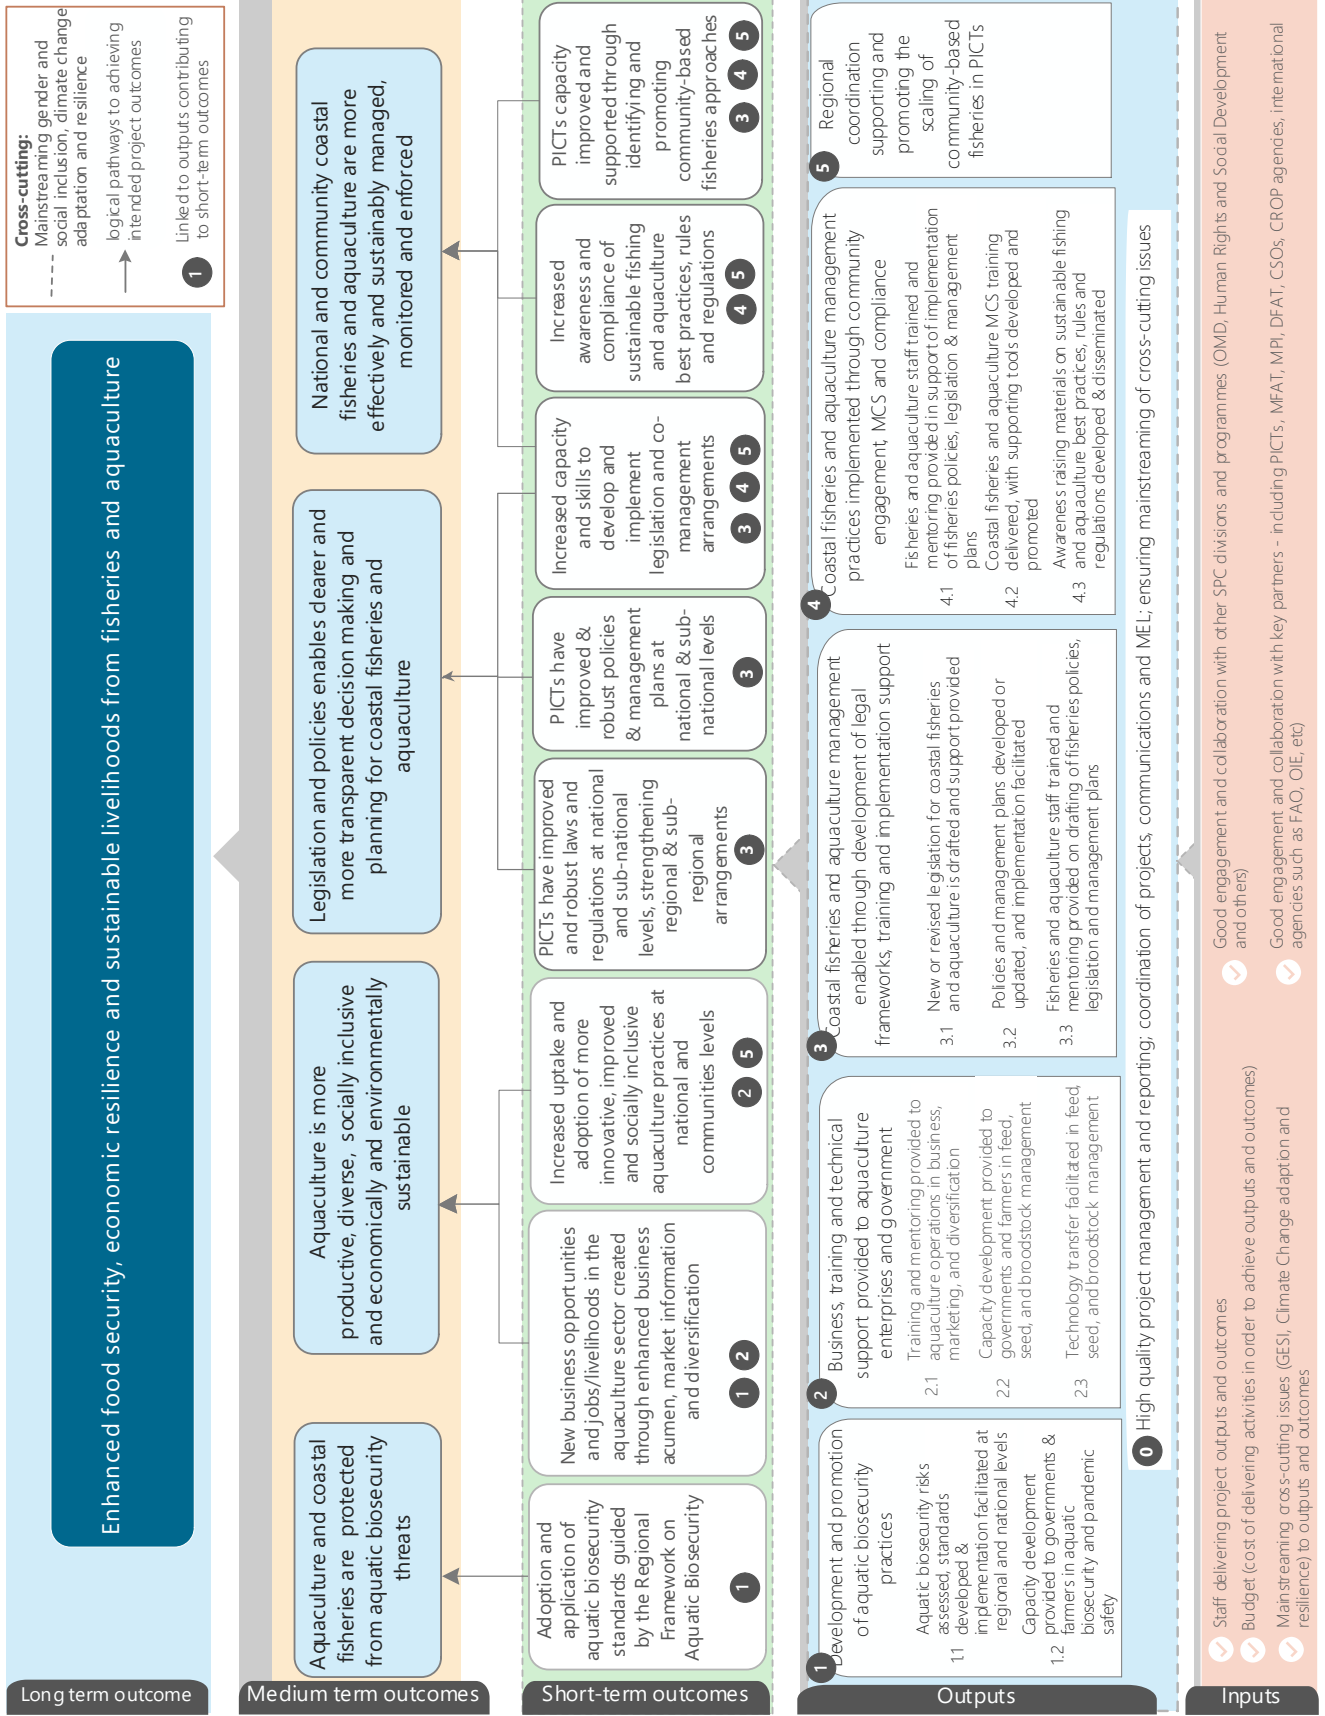 Long term outcome
Enhanced food security, economic resilience and sustainable livelihoods from fisheries and aquaculture
Cross-cutting:
Mainstreaming gender and
social inclusion, climate change
adaptation and resilience
logical pathways to achieving
intended project outcomes
1
Linked to outputs contributing
to short-term outcomes
Medium term outcomes
Aquaculture and coastal
fisheries are protected
from aquatic biosecurity
threats
Aquaculture is more
productive, diverse, socially inclusive
and economically and environmentally
sustainable
Legislation and policies enables clearer and
more transparent decision making and
planning for coastal fisheries and
aquaculture
National and community coastal
fisheries and aquaculture are more
effectively and sustainably managed,
monitored and enforced
Short-term outcomes
Adoption and
application of
aquatic biosecurity
standards guided
by the Regional
Framework on
Aquatic Biosecurity
1
New business opportunities
and jobs/livelihoods in the
aquaculture sector created
through enhanced business
acumen, market information
and diversification
1 2
Increased uptake and
adoption of more
innovative, improved
and socially inclusive
aquaculture practices at
national and
communities levels
2 5
PICTs have improved
and robust laws and
regulations at national
and sub-national
levels, strengthening
regional & sub-
regional
arrangements
3
PICTs have
improved &
robust policies
& management
plans at
national & sub-
national levels
3
Increased capacity
and skills to
develop and
implement
legislation and co-
management
arrangements
3 4 5
Increased
awareness and
compliance of
sustainable fishing
and aquaculture
best practices, rules
and regulations
4 5
PICTs capacity
improved and
supported through
identifying and
promoting
community-based
fisheries approaches
3 4 5
Outputs
1
Development and promotion
of aquatic biosecurity
practices
1.1
Aquatic biosecurity risks
assessed, standards
developed &
implementation facilitated at
regional and national levels
1.2
Capacity development
provided to governments &
farmers in aquatic
biosecurity and pandemic
safety
2
Business, training and technical
support provided to aquaculture
enterprises and government
2.1
Training and mentoring provided to
aquaculture operations in business,
marketing, and diversification
2.2
Capacity development provided to
governments and farmers in feed,
seed, and broodstock management
2.3
Technology transfer facilitated in feed,
seed, and broodstock management
3
Coastal fisheries and aquaculture management
enabled through development of legal
frameworks, training and implementation support
3.1
New or revised legislation for coastal fisheries
and aquaculture is drafted and support provided
3.2
Policies and management plans developed or
updated, and implementation facilitated
3.3
Fisheries and aquaculture staff trained and
mentoring provided on drafting of fisheries policies,
legislation and management plans
4
Coastal fisheries and aquaculture management
practices implemented through community
engagement, MCS and compliance
4.1
Fisheries and aquaculture staff trained and
mentoring provided in support of implementation
of fisheries policies, legislation & management
plans
4.2
Coastal fisheries and aquaculture MCS training
delivered, with supporting tools developed and
promoted
4.3
Awareness raising materials on sustainable fishing
and aquaculture best practices, rules and
regulations developed & disseminated
5
Regional
coordination
supporting and
promoting the
scaling of
community-based
fisheries in PICTs
0 High quality project management and reporting; coordination of projects, communications and MEL; ensuring mainstreaming of cross-cutting issues
Inputs
Staff delivering project outputs and outcomes
Budget (cost of delivering activities in order to achieve outputs and outcomes)
Mainstreaming cross-cutting issues (GESI, Climate Change adaption and
resilience) to outputs and outcomes
Good engagement and collaboration with other SPC divisions and programmes (OMD, Human Rights and Social Development
and others)
Good engagement and collaboration with key partners - including PICTs, MFAT, MPI, DFAT, CSOs, CROP agencies, international
agencies such as FAO, OIE, etc)